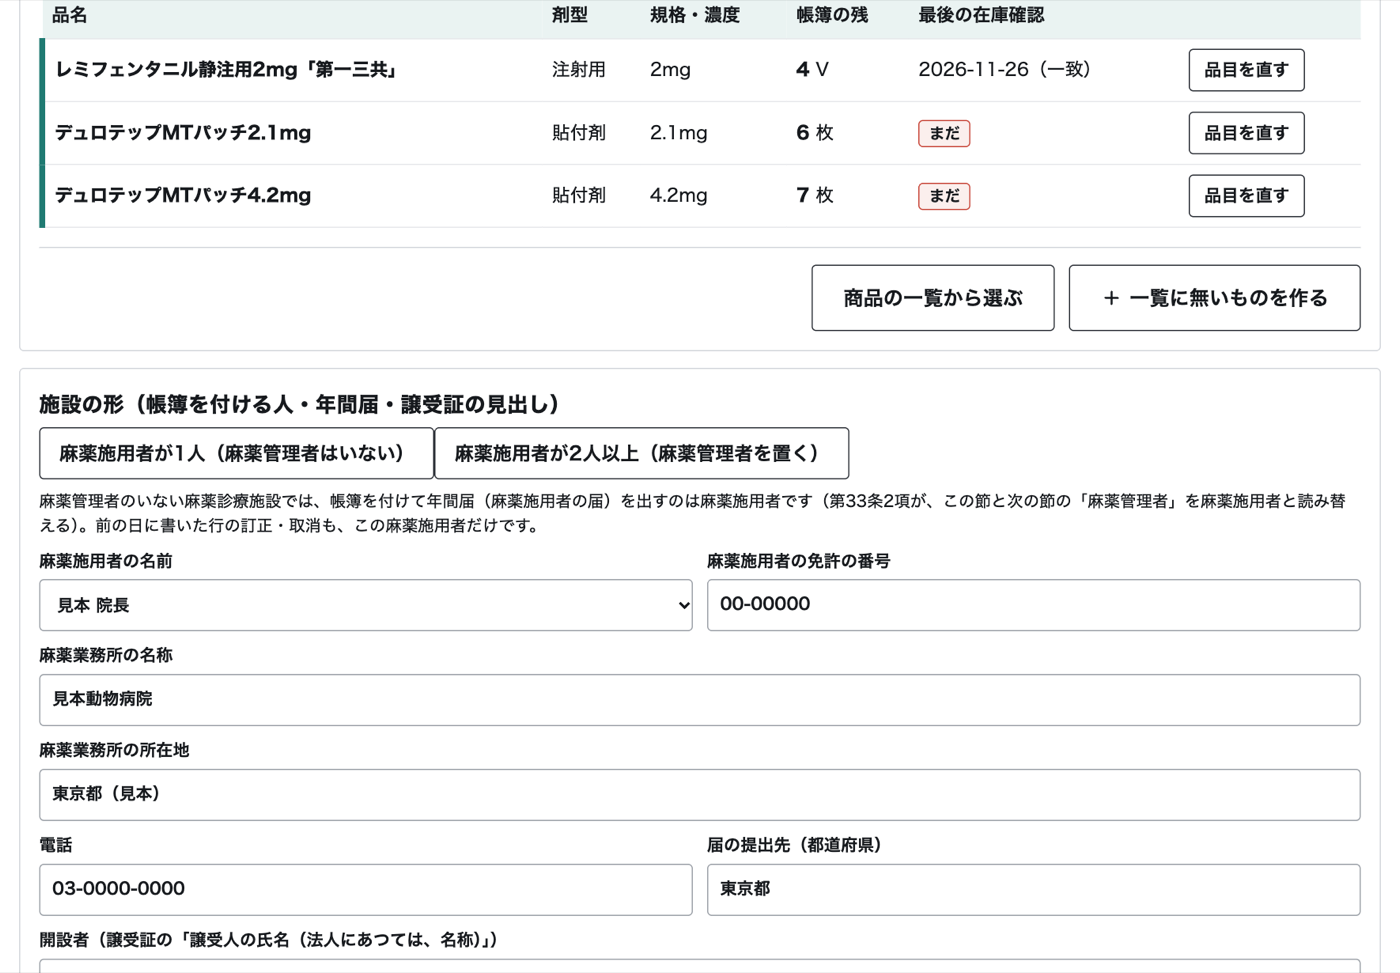 品名 剤型 規格・濃度 帳簿の残 最後の在庫確認
レミフェンタニル静注用2mg「第一三共」 注射用 2mg 4 V 2026-11-26（一致） 品目を直す
デュロテップMTパッチ2.1mg 貼付剤 2.1mg 6 枚 まだ 品目を直す
デュロテップMTパッチ4.2mg 貼付剤 4.2mg 7 枚 まだ 品目を直す
商品の一覧から選ぶ ＋ 一覧に無いものを作る
施設の形（帳簿を付ける人・年間届・譲受証の見出し）
麻薬施用者が1人（麻薬管理者はいない） 麻薬施用者が2人以上（麻薬管理者を置く）
麻薬管理者のいない麻薬診療施設では、帳簿を付けて年間届（麻薬施用者の届）を出すのは麻薬施用者です（第33条2項が、この節と次の節の「麻薬管理者」を麻薬施用者と読み替
える）。前の日に書いた行の訂正・取消も、この麻薬施用者だけです。
麻薬施用者の名前 麻薬施用者の免許の番号
見本 院長 00-00000
麻薬業務所の名称
見本動物病院
麻薬業務所の所在地
東京都（見本）
電話 届の提出先（都道府県）
03-0000-0000 東京都
開設者（譲受証の「譲受人の氏名（法人にあつては、名称）」）